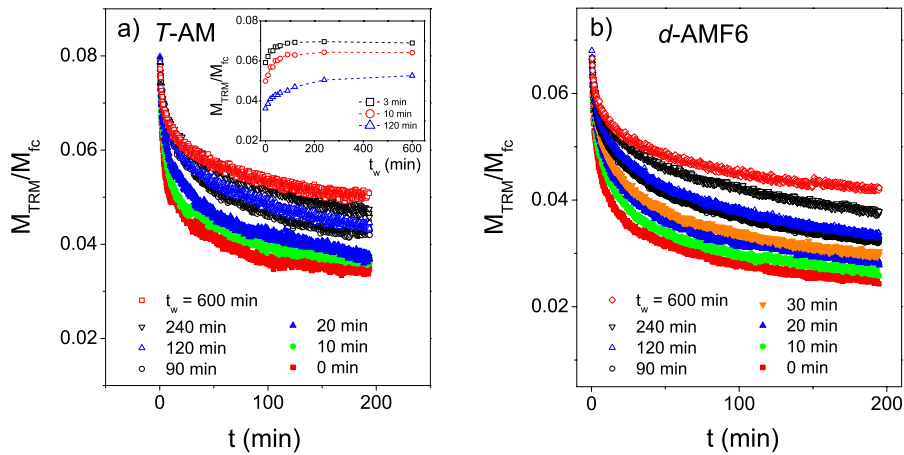 a) T-AM
M_TRM/M_fc
0.08
0.06
0.04
0.02
0
100
200
t (min)
M_TRM/M_fc
0.08
0.06
0.04
0.02
0
200
400
600
t_w (min)
3 min
10 min
120 min
t_w = 600 min
240 min
120 min
90 min
20 min
10 min
0 min
b) d-AMF6
M_TRM/M_fc
0.06
0.04
0.02
0
100
200
t (min)
t_w = 600 min
240 min
120 min
90 min
30 min
20 min
10 min
0 min